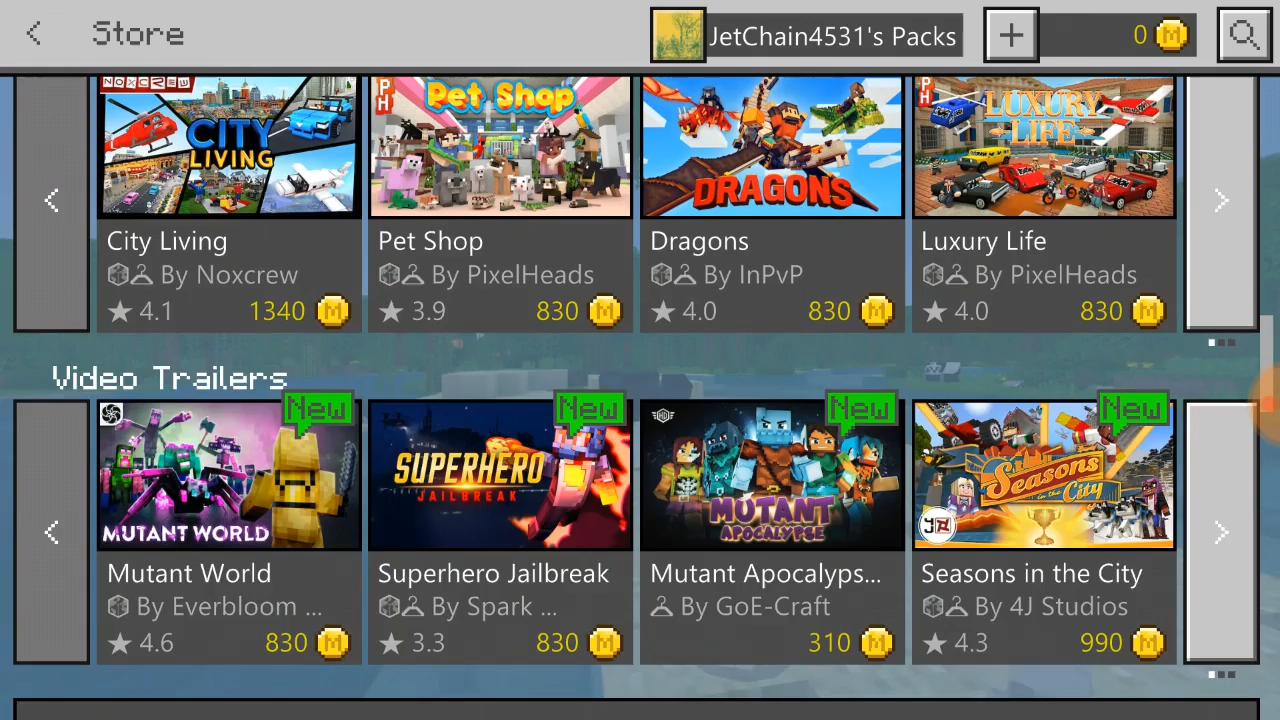 Store
JetChain4531's Packs
0
NOXCREW
CITY
LIVING
PH
Pet Shop
DRAGONS
PH
LUXURY
LIFE
City Living
Pet Shop
Dragons
Luxury Life
By Noxcrew
By PixelHeads
By InPvP
By PixelHeads
4.1
1340
3.9
830
4.0
830
4.0
830
Video Trailers
New
New
New
New
MUTANT WORLD
SUPERHERO
JAILBREAK
MUTANT
APOCALYPSE
Seasons
in the City
Mutant World
Superhero Jailbreak
Mutant Apocalyps...
Seasons in the City
By Everbloom ...
By Spark ...
By GoE-Craft
By 4J Studios
4.6
830
3.3
830
310
4.3
990